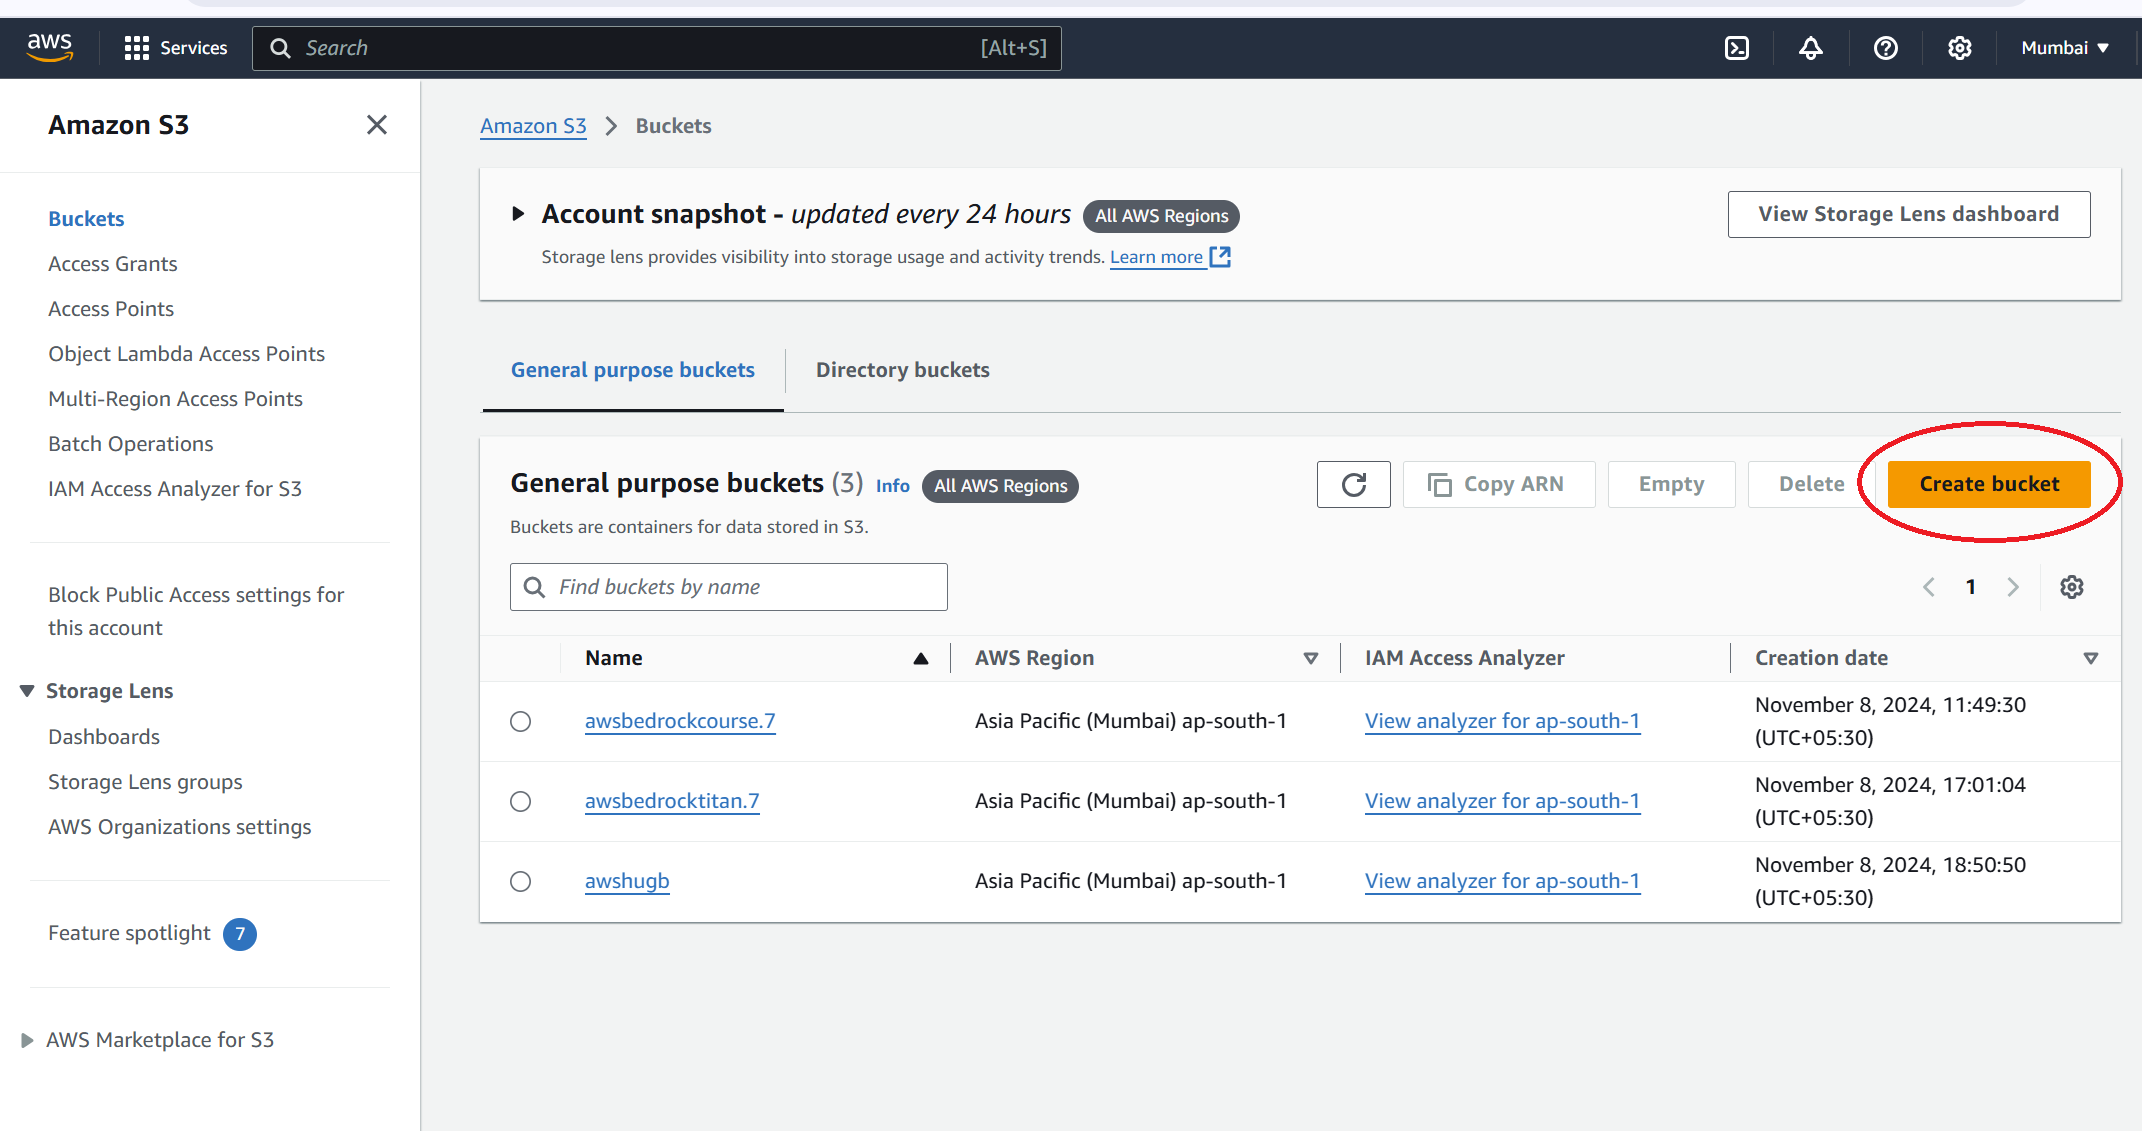 aws
Services
Search
[Alt+S]
Mumbai
Amazon S3
Buckets
Access Grants
Access Points
Object Lambda Access Points
Multi-Region Access Points
Batch Operations
IAM Access Analyzer for S3
Block Public Access settings for
this account
Storage Lens
Dashboards
Storage Lens groups
AWS Organizations settings
Feature spotlight 7
AWS Marketplace for S3
Amazon S3 > Buckets
Account snapshot - updated every 24 hours All AWS Regions
View Storage Lens dashboard
Storage lens provides visibility into storage usage and activity trends. Learn more
General purpose buckets
Directory buckets
General purpose buckets (3) Info All AWS Regions
Copy ARN
Empty
Delete
Create bucket
Buckets are containers for data stored in S3.
Find buckets by name
1
Name AWS Region IAM Access Analyzer Creation date
awsbedrockcourse.7 Asia Pacific (Mumbai) ap-south-1 View analyzer for ap-south-1 November 8, 2024, 11:49:30
(UTC+05:30)
awsbedrocktitan.7 Asia Pacific (Mumbai) ap-south-1 View analyzer for ap-south-1 November 8, 2024, 17:01:04
(UTC+05:30)
awshugb Asia Pacific (Mumbai) ap-south-1 View analyzer for ap-south-1 November 8, 2024, 18:50:50
(UTC+05:30)